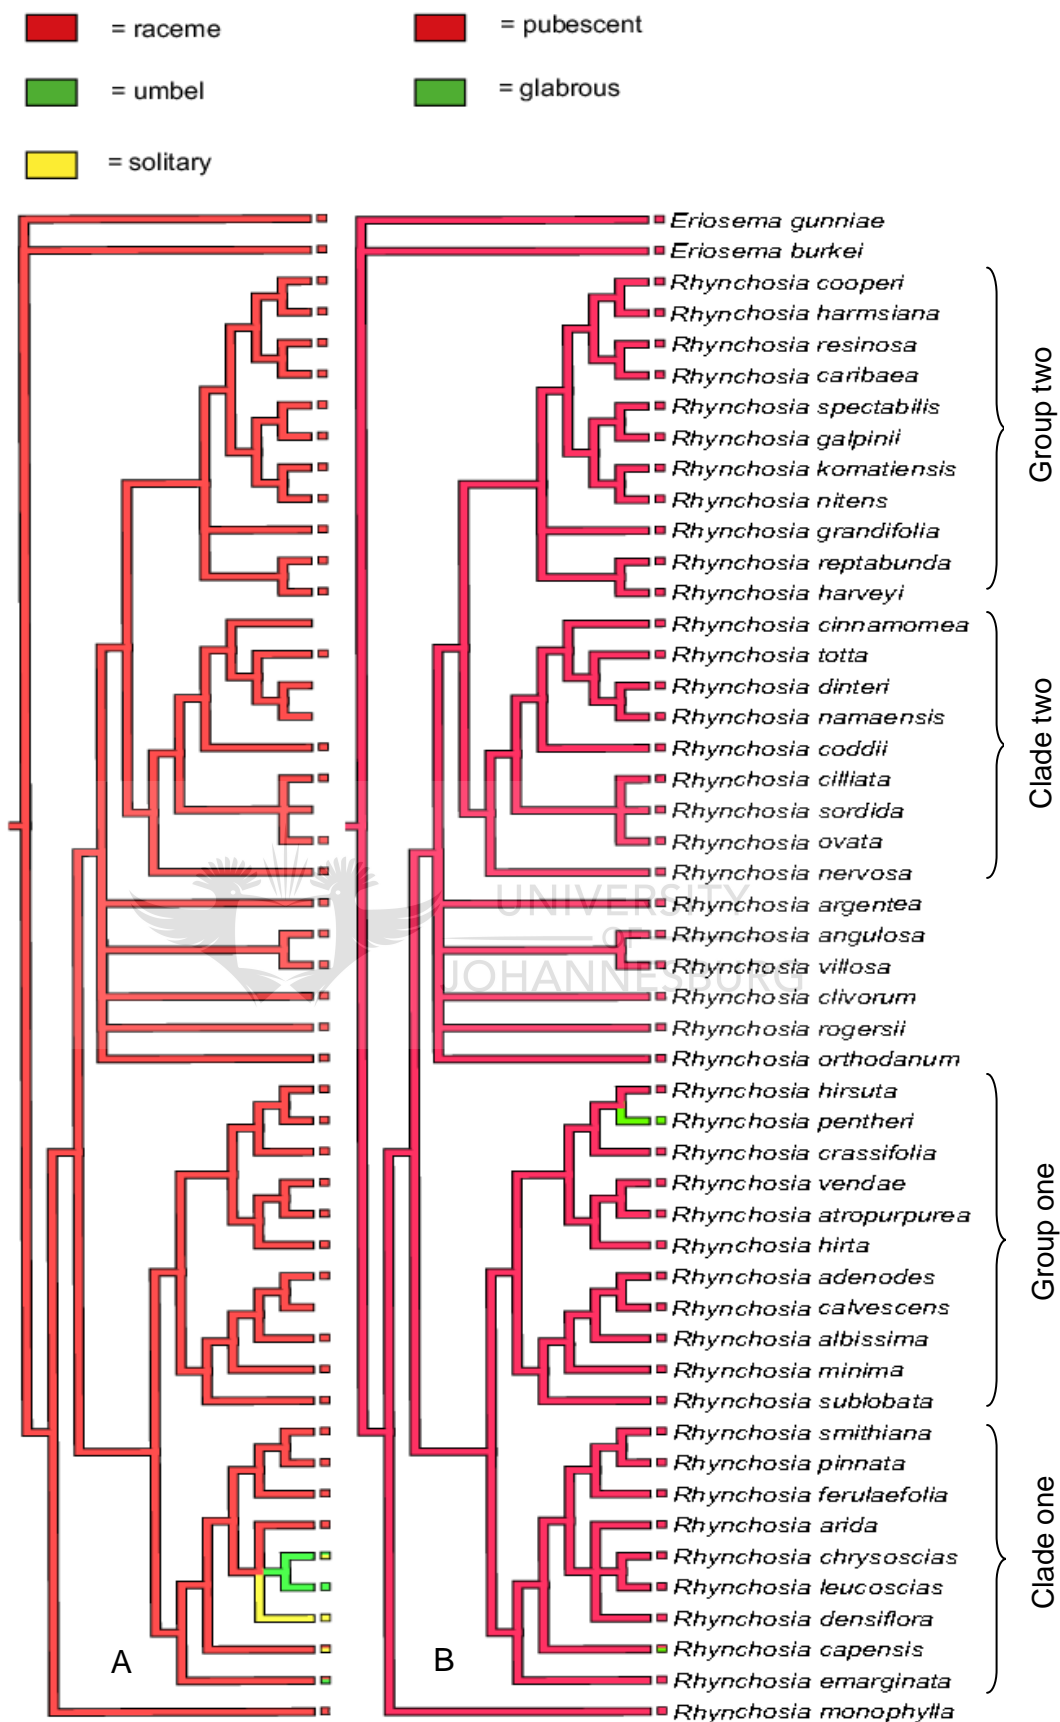 = raceme
= pubescent
= umbel
= glabrous
= solitary
Eriosema gunniae
Eriosema burkei
Rhynchosia cooperi
Rhynchosia harmsiana
Rhynchosia resinosa
Rhynchosia caribaea
Rhynchosia spectabilis
Rhynchosia galpinii
Rhynchosia komatiensis
Rhynchosia nitens
Rhynchosia grandifolia
Rhynchosia reptabunda
Rhynchosia harveyi
Group two
Rhynchosia cinnamomea
Rhynchosia totta
Rhynchosia dinteri
Rhynchosia namaensis
Rhynchosia coddii
Rhynchosia cilliata
Rhynchosia sordida
Rhynchosia ovata
Rhynchosia nervosa
Clade two
Rhynchosia argentea
Rhynchosia angulosa
Rhynchosia villosa
Rhynchosia clivorum
Rhynchosia rogersii
Rhynchosia orthodanum
UNIVERSITY
OF
JOHANNESBURG
Rhynchosia hirsuta
Rhynchosia pentheri
Rhynchosia crassifolia
Rhynchosia vendae
Rhynchosia atropurpurea
Rhynchosia hirta
Rhynchosia adenodes
Rhynchosia calvescens
Rhynchosia albissima
Rhynchosia minima
Rhynchosia sublobata
Group one
Rhynchosia smithiana
Rhynchosia pinnata
Rhynchosia ferulaefolia
Rhynchosia arida
Rhynchosia chrysoscias
Rhynchosia leucoscias
Rhynchosia densiflora
Rhynchosia capensis
Rhynchosia emarginata
Clade one
Rhynchosia monophylla
A
B